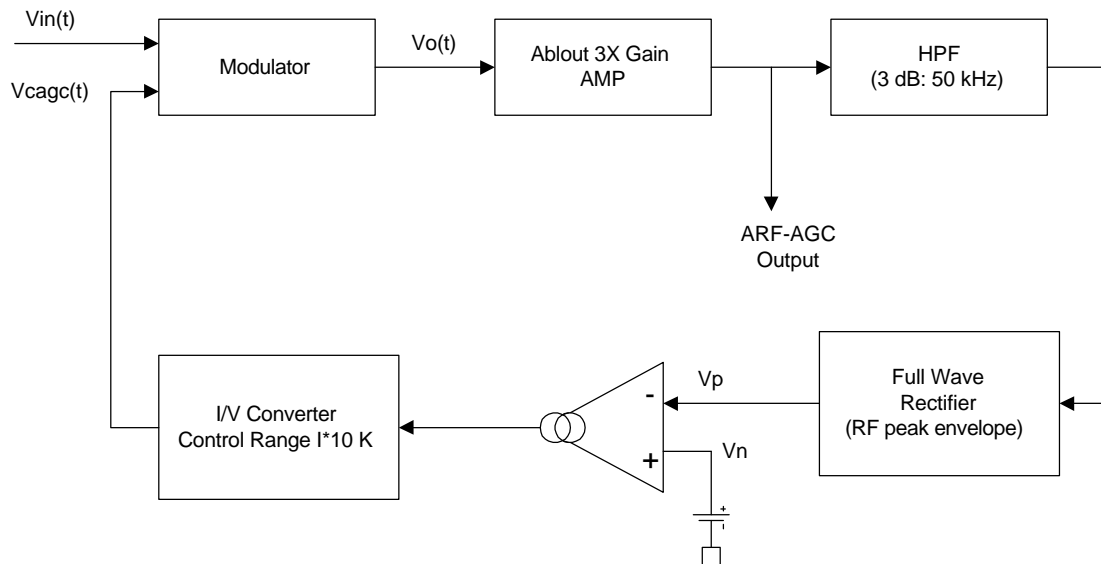 Vin(t)
Vcagc(t)
Modulator
Vo(t)
Ablout 3X Gain
AMP
HPF
(3 dB: 50 kHz)
ARF-AGC
Output
I/V Converter
Control Range I*10 K
-
+
Vp
Vn
+
-
Full Wave
Rectifier
(RF peak envelope)